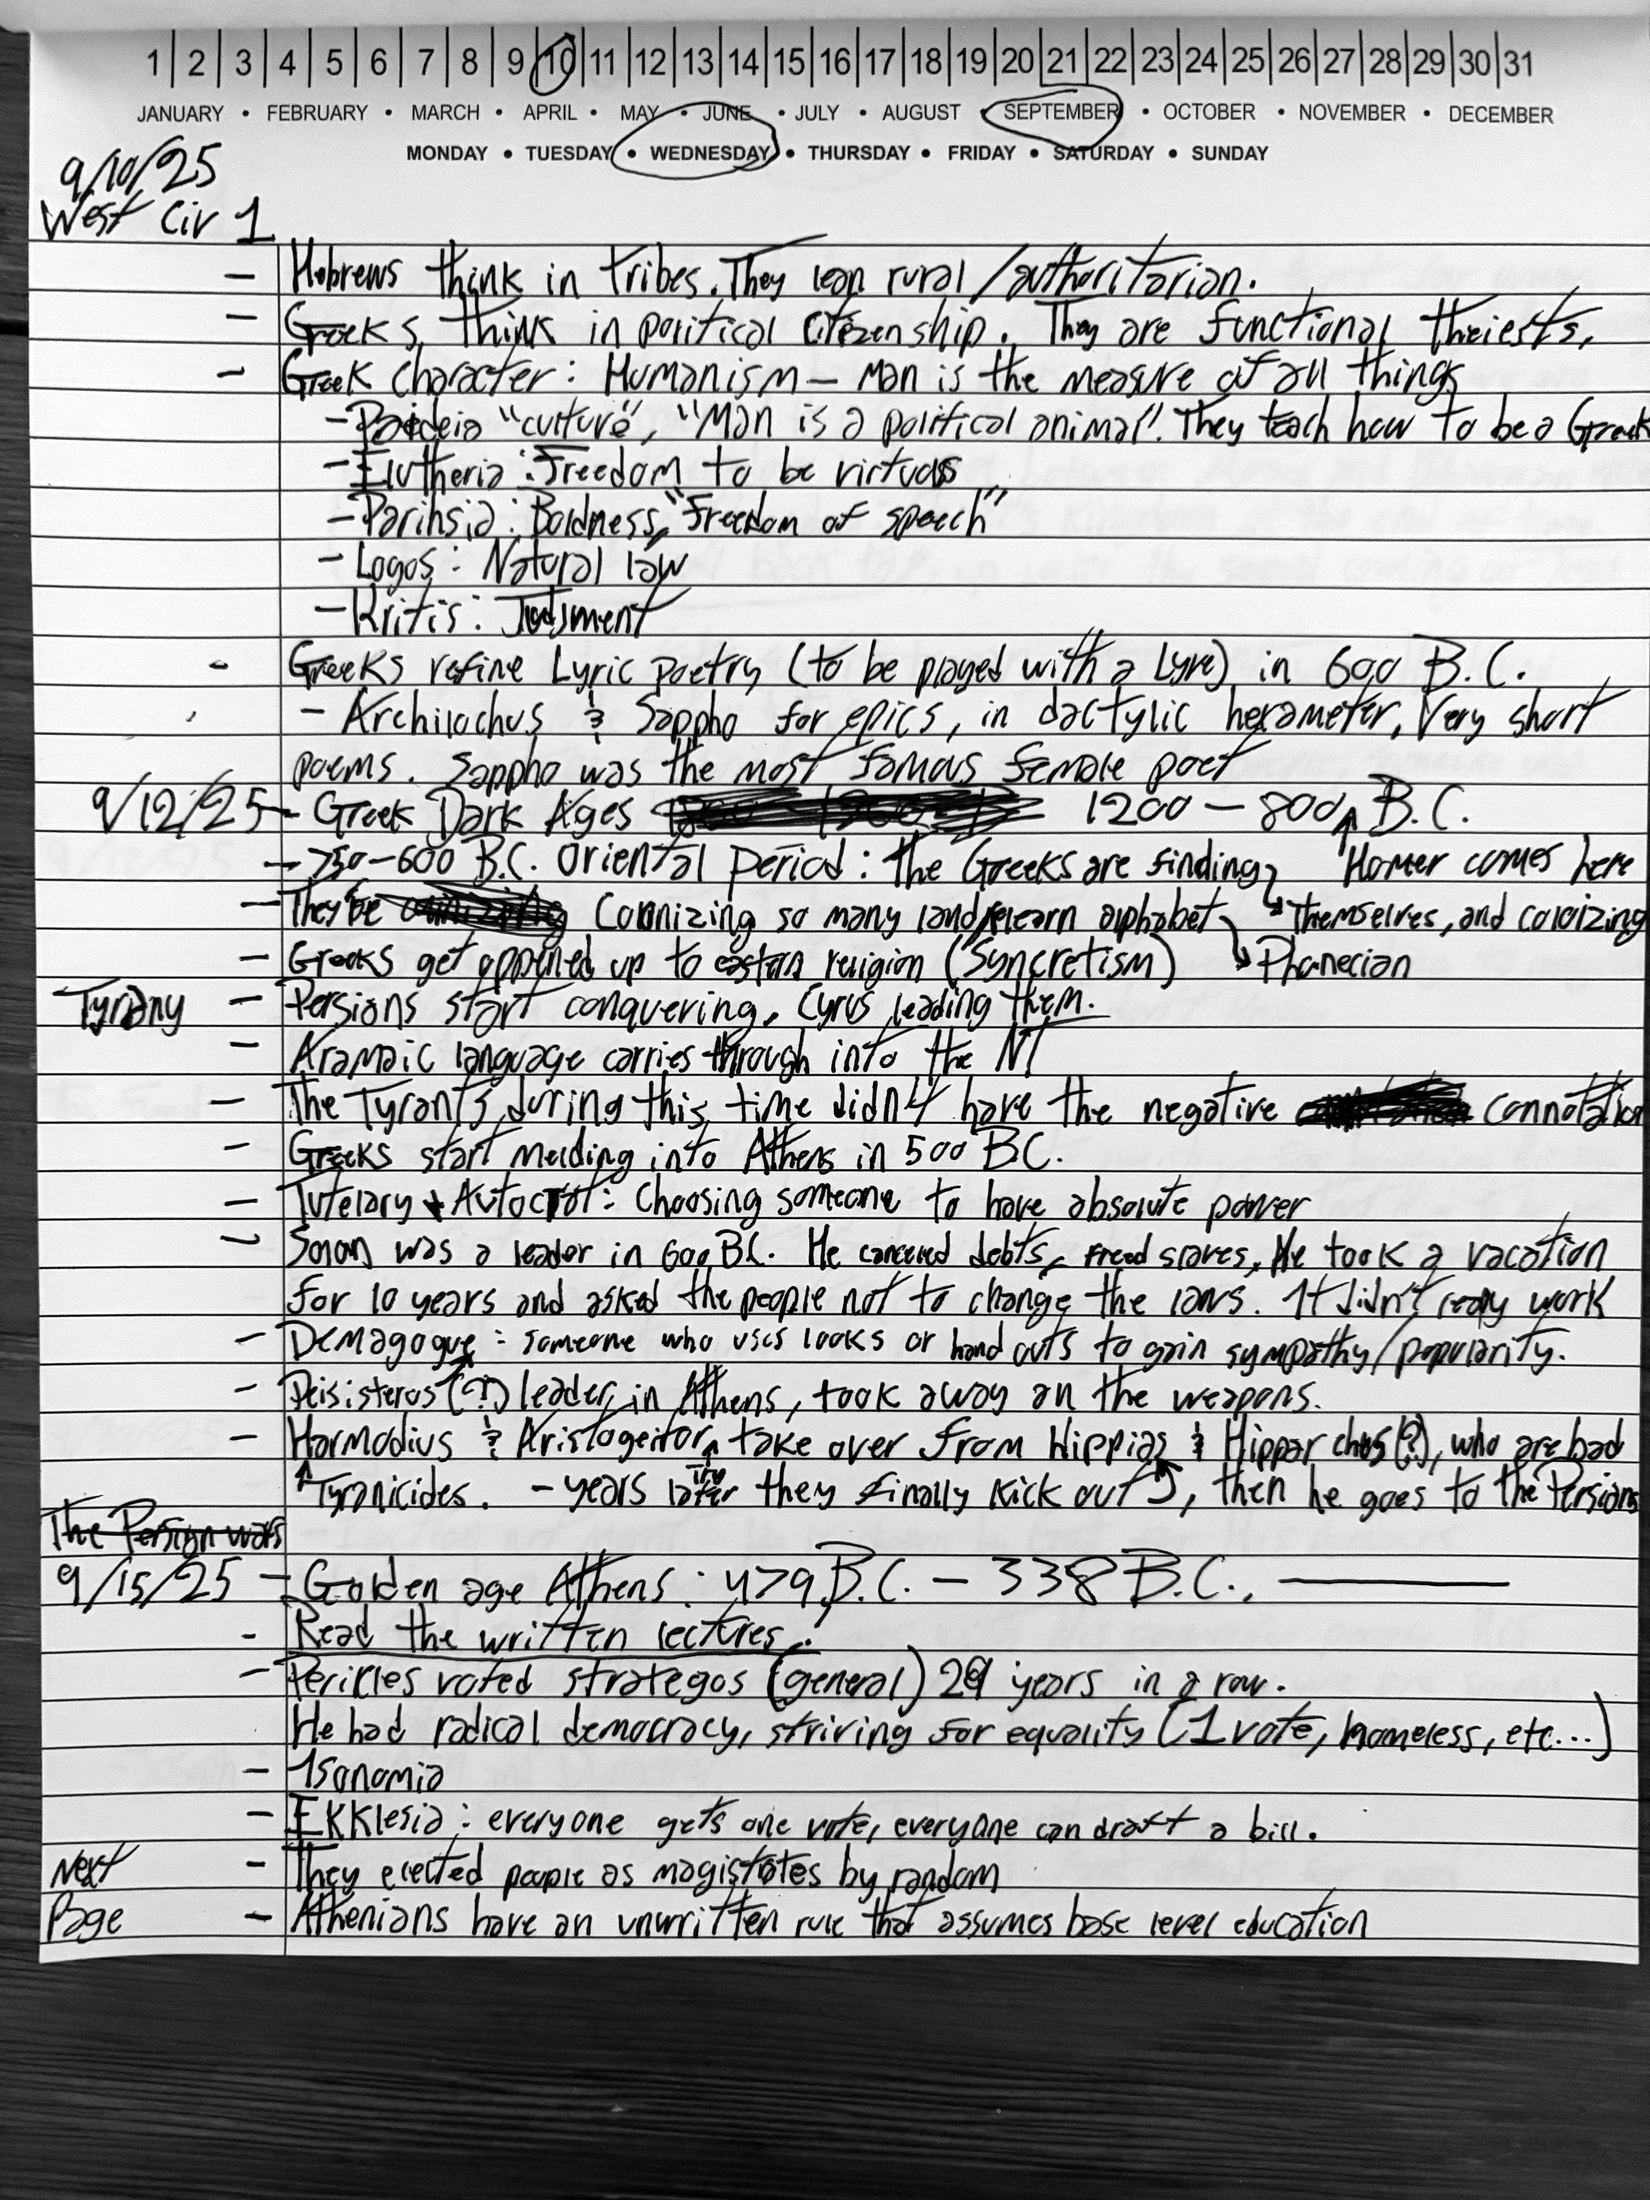 1 | 2 | 3 | 4 | 5 | 6 | 7 | 8 | 9 | 10 | 11 | 12 | 13 | 14 | 15 | 16 | 17 | 18 | 19 | 20 | 21 | 22 | 23 | 24 | 25 | 26 | 27 | 28 | 29 | 30 | 31
JANUARY • FEBRUARY • MARCH • APRIL • MAY • JUNE • JULY • AUGUST • SEPTEMBER • OCTOBER • NOVEMBER • DECEMBER
MONDAY • TUESDAY • WEDNESDAY • THURSDAY • FRIDAY • SATURDAY • SUNDAY
9/10/25
West Civ 1
- Hebrews think in tribes. They lean rural/authoritarian.
- Greeks think in political citizenship. They are functional theiests.
- Greek character: Humanism - Man is the measure of all things
- Paideia "culture", "Man is a political animal". They teach how to be a Greek
- Elutheria: Freedom to be virtuos
- Parihsia: Boldness, "Freedom of speech"
- Logos: Natural law
- Kritis: Judsment
- Greeks refine Lyric poetry (to be played with a Lyre) in 600 B.C.
- Archilochus & Sappho for epics, in dactylic hexameter. Very short
poems. Sappho was the most famous female poet
9/12/25 - Greek Dark Ages 1200 - 800 B.C.
- 750-600 B.C. Oriental period: the Greeks are finding Homer comes here
- They're Colonizing so many land, relearn alphabet themselves, and coloizing
- Greeks get oppened up to eastern religion (Syncretism) Phonecian
Tyrany - Persians start conquering, Cyrus leading them.
- Aramaic language carries through into the NT
- The Tyrants during this time didn't have the negative connotation
- Greeks start melding into Athens in 500 BC.
- Tutelary + Autocrat: Choosing someone to have absolute power
- Solon was a leader in 600 BC. He canceled debts, freed slaves, He took a vacation
for 10 years and asked the people not to change the laws. It didn't really work
- Demagogue: someone who uses looks or hand outs to gain sympathy/popularity.
- Peisisteros(?) leader in Athens, took away all the weapons.
- Harmodius & Aristogeitor try take over from Hippias & Hipparchus(?), who are bad
Tyranicides. - years later they finally kick out, then he goes to the Persians
The Persian wars
9/15/25 - Golden age Athens: 479 B.C. - 338 B.C.,
- Read the written lectures!
- Pericles voted strategos (general) 29 years in a row.
He had radical democracy, striving for equality (1 vote, homeless, etc...)
- Isonomia
- Ekklesia: everyone gets one vote, everyone can draft a bill.
Next - They elected people as magistates by random
Page - Athenians have an unwritten rule that assumes base level education